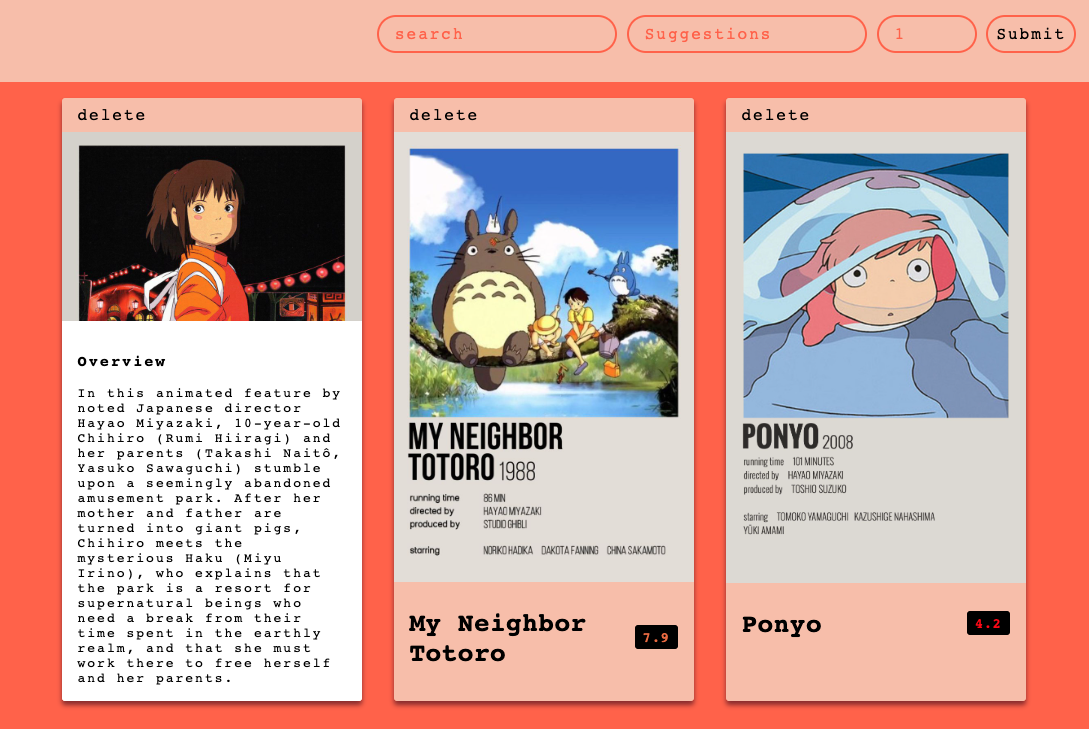 search
Suggestions
1
Submit
delete
Overview
In this animated feature by
noted Japanese director
Hayao Miyazaki, 10-year-old
Chihiro (Rumi Hiiragi) and
her parents (Takashi Naitô,
Yasuko Sawaguchi) stumble
upon a seemingly abandoned
amusement park. After her
mother and father are
turned into giant pigs,
Chihiro meets the
mysterious Haku (Miyu
Irino), who explains that
the park is a resort for
supernatural beings who
need a break from their
time spent in the earthly
realm, and that she must
work there to free herself
and her parents.
delete
MY NEIGHBOR
TOTORO 1988
running time 86 MIN
directed by HAYAO MIYAZAKI
produced by STUDIO GHIBLI
starring NORIKO HADIKA DAKOTA FANNING CHINA SAKAMOTO
My Neighbor
Totoro
7.9
delete
PONYO 2008
running time 101 MINUTES
directed by HAYAO MIYAZAKI
produced by TOSHIO SUZUKO
starring TOMOKO YAMAGUCHI KAZUSHIGE NAHASHIMA
YŪKI AMAMI
Ponyo
4.2